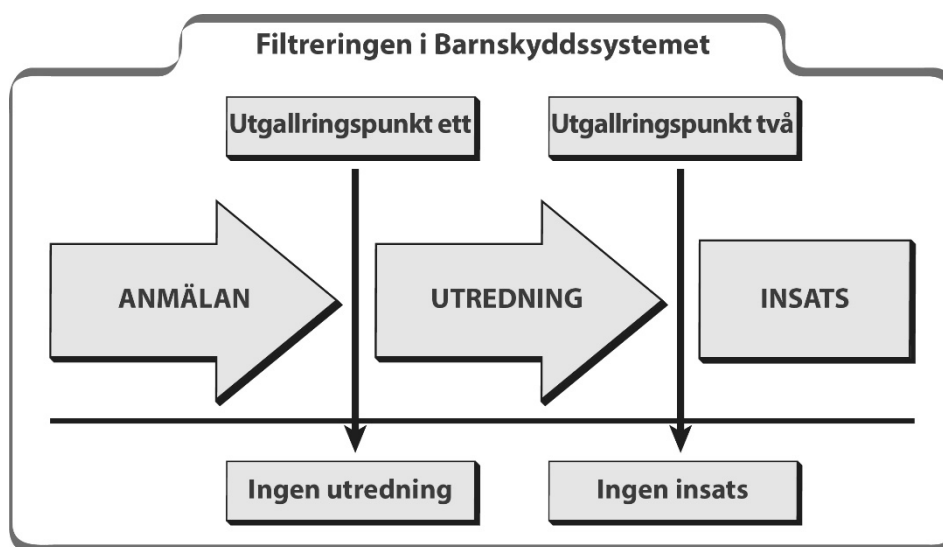 Filtreringen i Barnskyddssystemet
Utgallringspunkt ett
Utgallringspunkt två
ANMÄLAN
UTREDNING
INSATS
Ingen utredning
Ingen insats